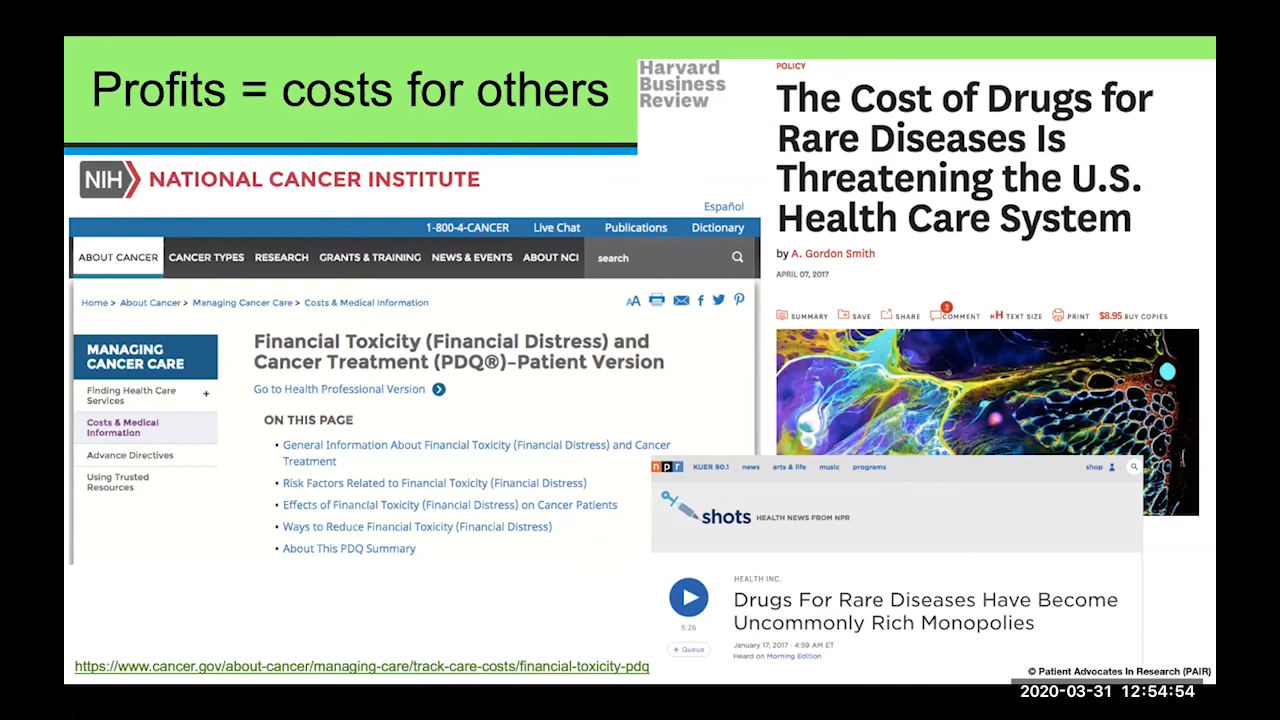 Profits = costs for others
NIH NATIONAL CANCER INSTITUTE
Español
1-800-4-CANCER Live Chat Publications Dictionary
ABOUT CANCER CANCER TYPES RESEARCH GRANTS & TRAINING NEWS & EVENTS ABOUT NCI search
Home > About Cancer > Managing Cancer Care > Costs & Medical Information
AA
MANAGING
CANCER CARE
Finding Health Care
Services
+
Costs & Medical
Information
Advance Directives
Using Trusted
Resources
Financial Toxicity (Financial Distress) and
Cancer Treatment (PDQ®)–Patient Version
Go to Health Professional Version
ON THIS PAGE
• General Information About Financial Toxicity (Financial Distress) and Cancer
Treatment
• Risk Factors Related to Financial Toxicity (Financial Distress)
• Effects of Financial Toxicity (Financial Distress) on Cancer Patients
• Ways to Reduce Financial Toxicity (Financial Distress)
• About This PDQ Summary
https://www.cancer.gov/about-cancer/managing-care/track-care-costs/financial-toxicity-pdq
Harvard
Business
Review
POLICY
The Cost of Drugs for
Rare Diseases Is
Threatening the U.S.
Health Care System
by A. Gordon Smith
APRIL 07, 2017
SUMMARY SAVE SHARE 3 COMMENT H TEXT SIZE PRINT $8.95 BUY COPIES
npr KUER 90.1 news arts & life music programs shop
shots HEALTH NEWS FROM NPR
HEALTH INC.
Drugs For Rare Diseases Have Become
Uncommonly Rich Monopolies
5:26
+ Queue
January 17, 2017 · 4:59 AM ET
Heard on Morning Edition
© Patient Advocates In Research (PAIR)
2020-03-31 12:54:54